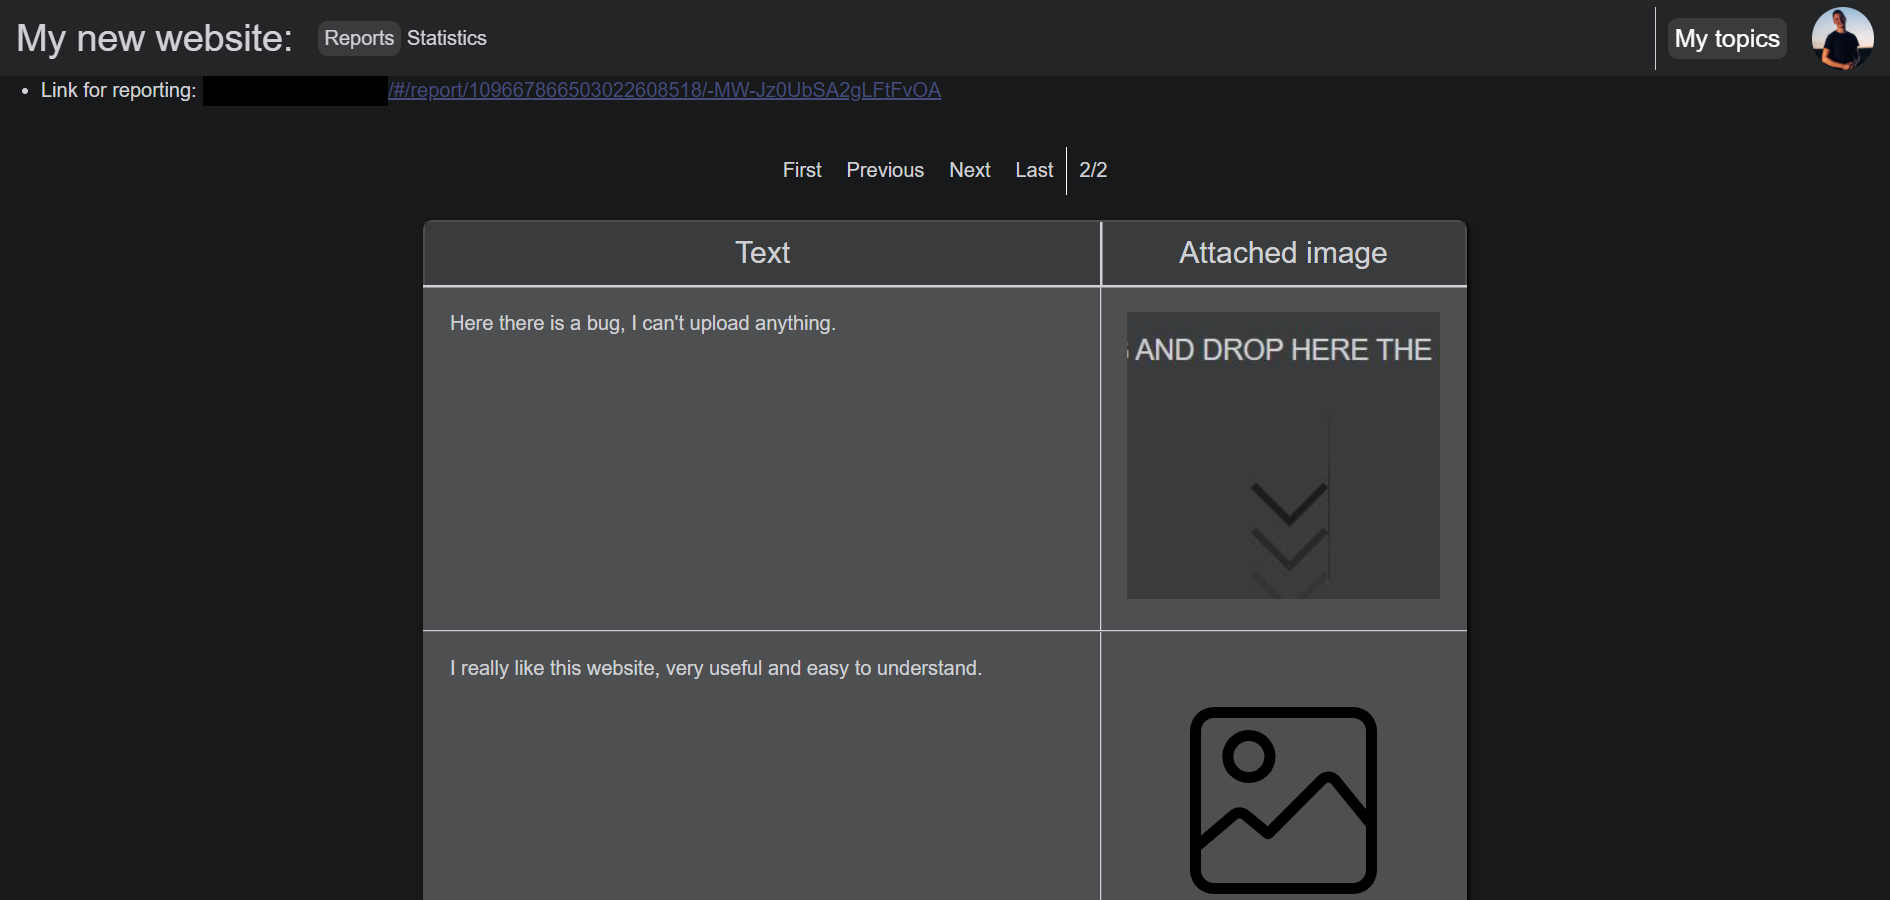 My new website: Reports Statistics My topics
Link for reporting: /#/report/109667866503022608518/-MW-Jz0UbSA2gLFtFvOA
First Previous Next Last 2/2
Text Attached image
Here there is a bug, I can't upload anything.
AND DROP HERE THE
I really like this website, very useful and easy to understand.